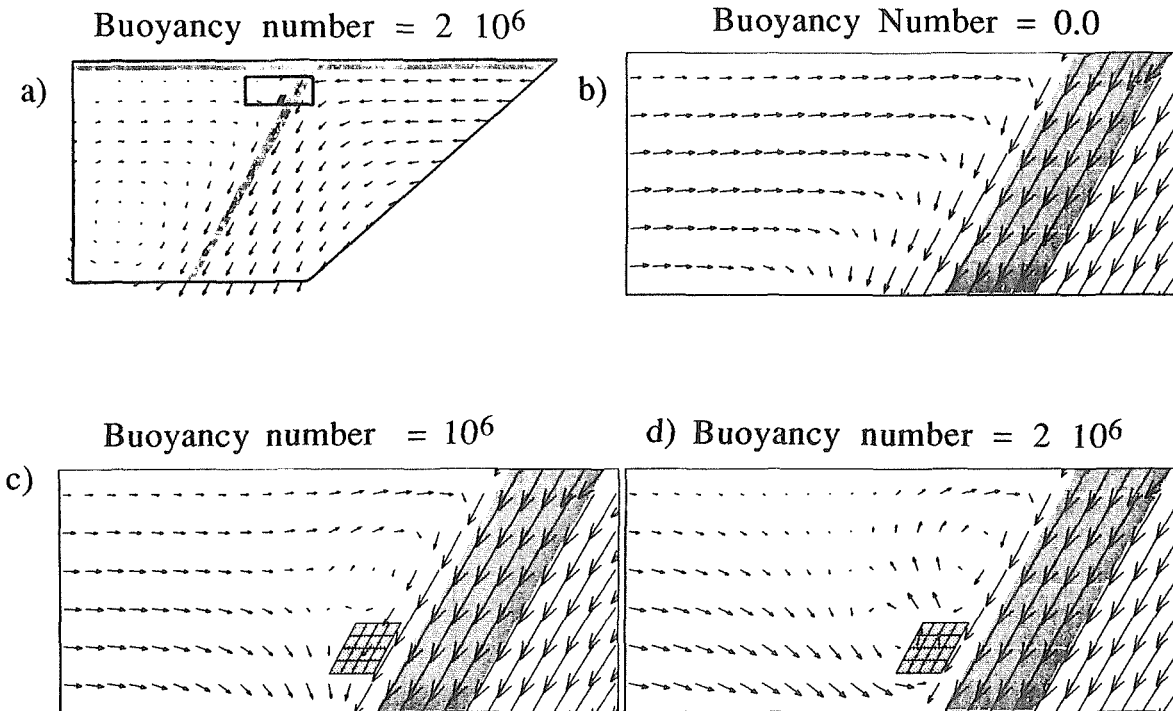 Buoyancy number = 2 10⁶
a)
Buoyancy Number = 0.0
b)
Buoyancy number = 10⁶
c)
d) Buoyancy number = 2 10⁶